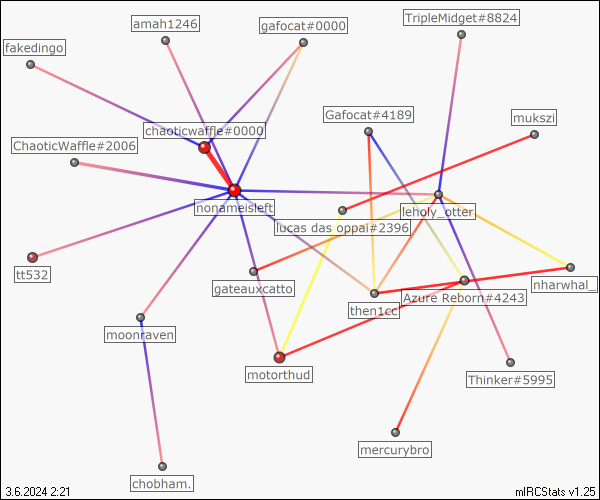 TripleMidget#8824
amah1246
gafocat#0000
fakedingo
Gafocat#4189
mukszi
chaoticwaffle#0000
ChaoticWaffle#2006
nonameisleft
leholy_otter
lucas das oppai#2396
tt532
gateauxcatto
nharwhal_
Azure Reborn#4243
then1cc
moonraven
motorthud
Thinker#5995
mercurybro
chobham.
3.6.2024 2:21
mIRCStats v1.25